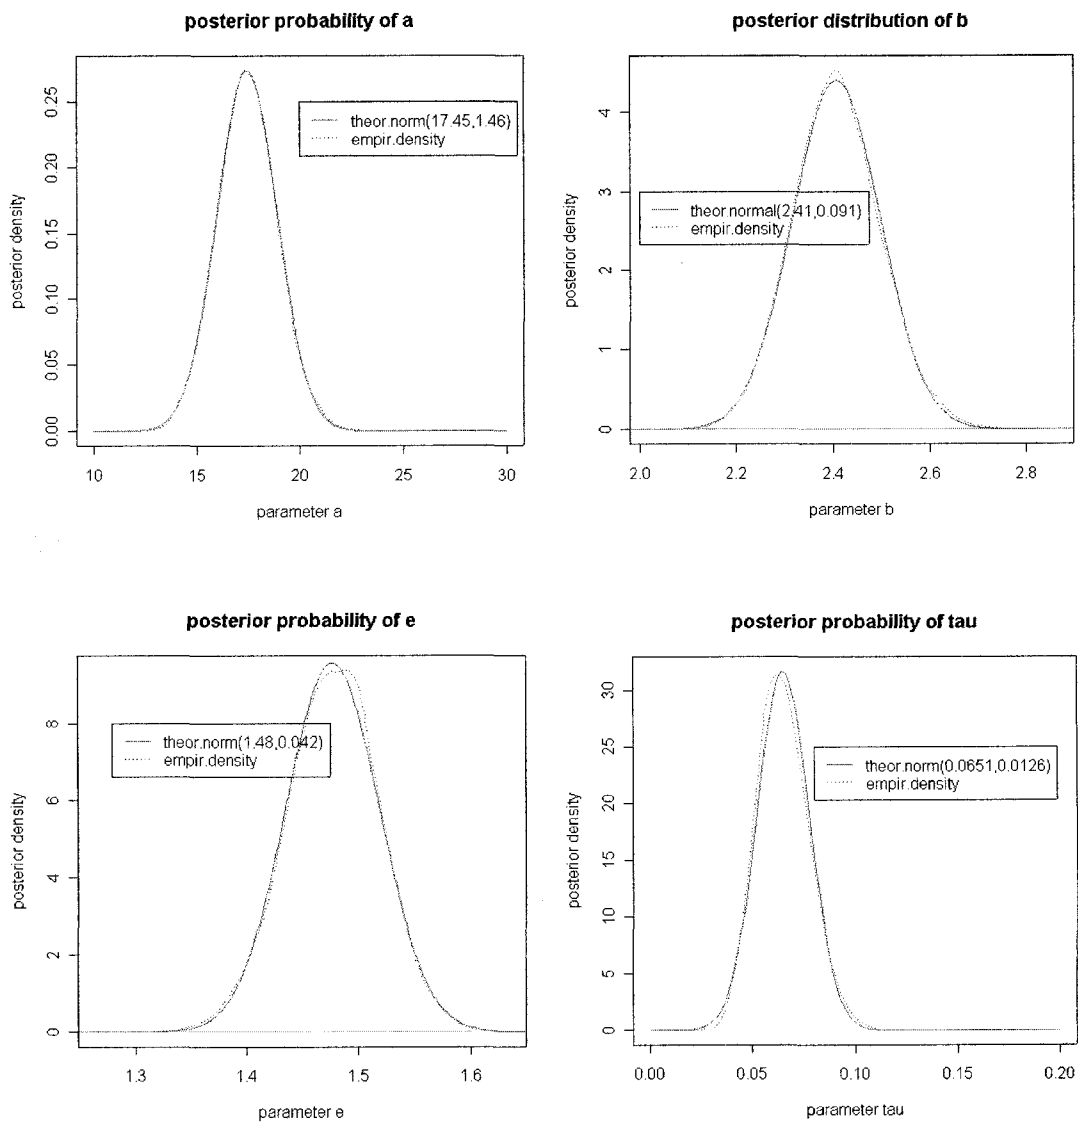 posterior probability of a
posterior density
0.00 0.05 0.10 0.15 0.20 0.25
theor.norm(17.45,1.46)
empir.density
10 15 20 25 30
parameter a
posterior distribution of b
posterior density
0 1 2 3 4
theor.normal(2.41,0.091)
empir.density
2.0 2.2 2.4 2.6 2.8
parameter b
posterior probability of e
posterior density
0 2 4 6 8
theor.norm(1.48,0.042)
empir.density
1.3 1.4 1.5 1.6
parameter e
posterior probability of tau
posterior density
0 5 10 15 20 25 30
theor.norm(0.0651,0.0126)
empir.density
0.00 0.05 0.10 0.15 0.20
parameter tau